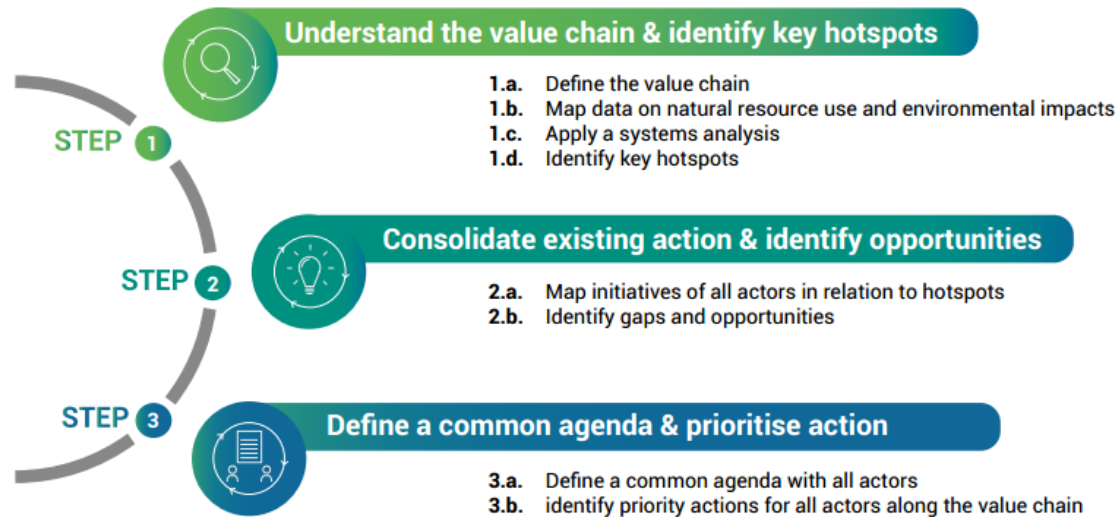 Understand the value chain & identify key hotspots
1.a. Define the value chain
1.b. Map data on natural resource use and environmental impacts
1.c. Apply a systems analysis
1.d. Identify key hotspots
STEP 1
Consolidate existing action & identify opportunities
STEP 2
2.a. Map initiatives of all actors in relation to hotspots
2.b. Identify gaps and opportunities
STEP 3
Define a common agenda & prioritise action
3.a. Define a common agenda with all actors
3.b. identify priority actions for all actors along the value chain